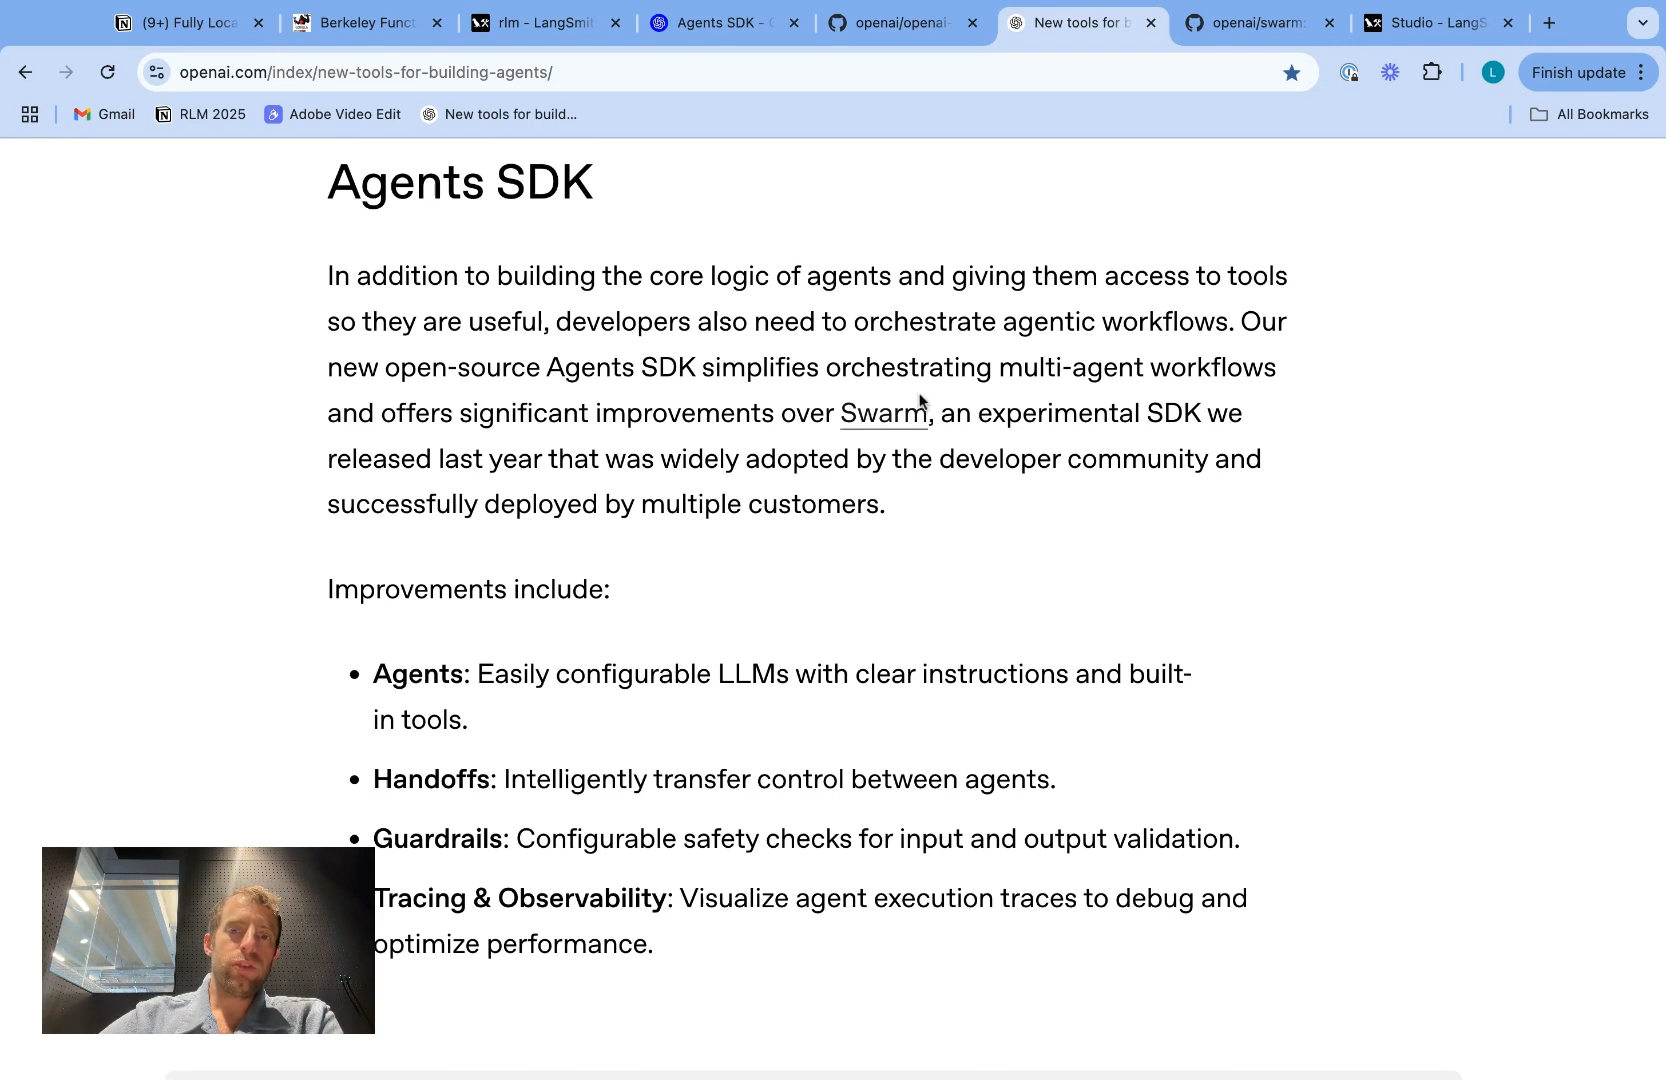 (9+) Fully Loca
Berkeley Funct
rlm - LangSmit
Agents SDK -
openai/openai-
New tools for b
openai/swarm:
Studio - LangS
openai.com/index/new-tools-for-building-agents/
L
Finish update
Gmail
RLM 2025
Adobe Video Edit
New tools for build...
All Bookmarks
Agents SDK
In addition to building the core logic of agents and giving them access to tools
so they are useful, developers also need to orchestrate agentic workflows. Our
new open-source Agents SDK simplifies orchestrating multi-agent workflows
and offers significant improvements over Swarm, an experimental SDK we
released last year that was widely adopted by the developer community and
successfully deployed by multiple customers.
Improvements include:
• Agents: Easily configurable LLMs with clear instructions and built-
in tools.
• Handoffs: Intelligently transfer control between agents.
• Guardrails: Configurable safety checks for input and output validation.
Tracing & Observability: Visualize agent execution traces to debug and
optimize performance.